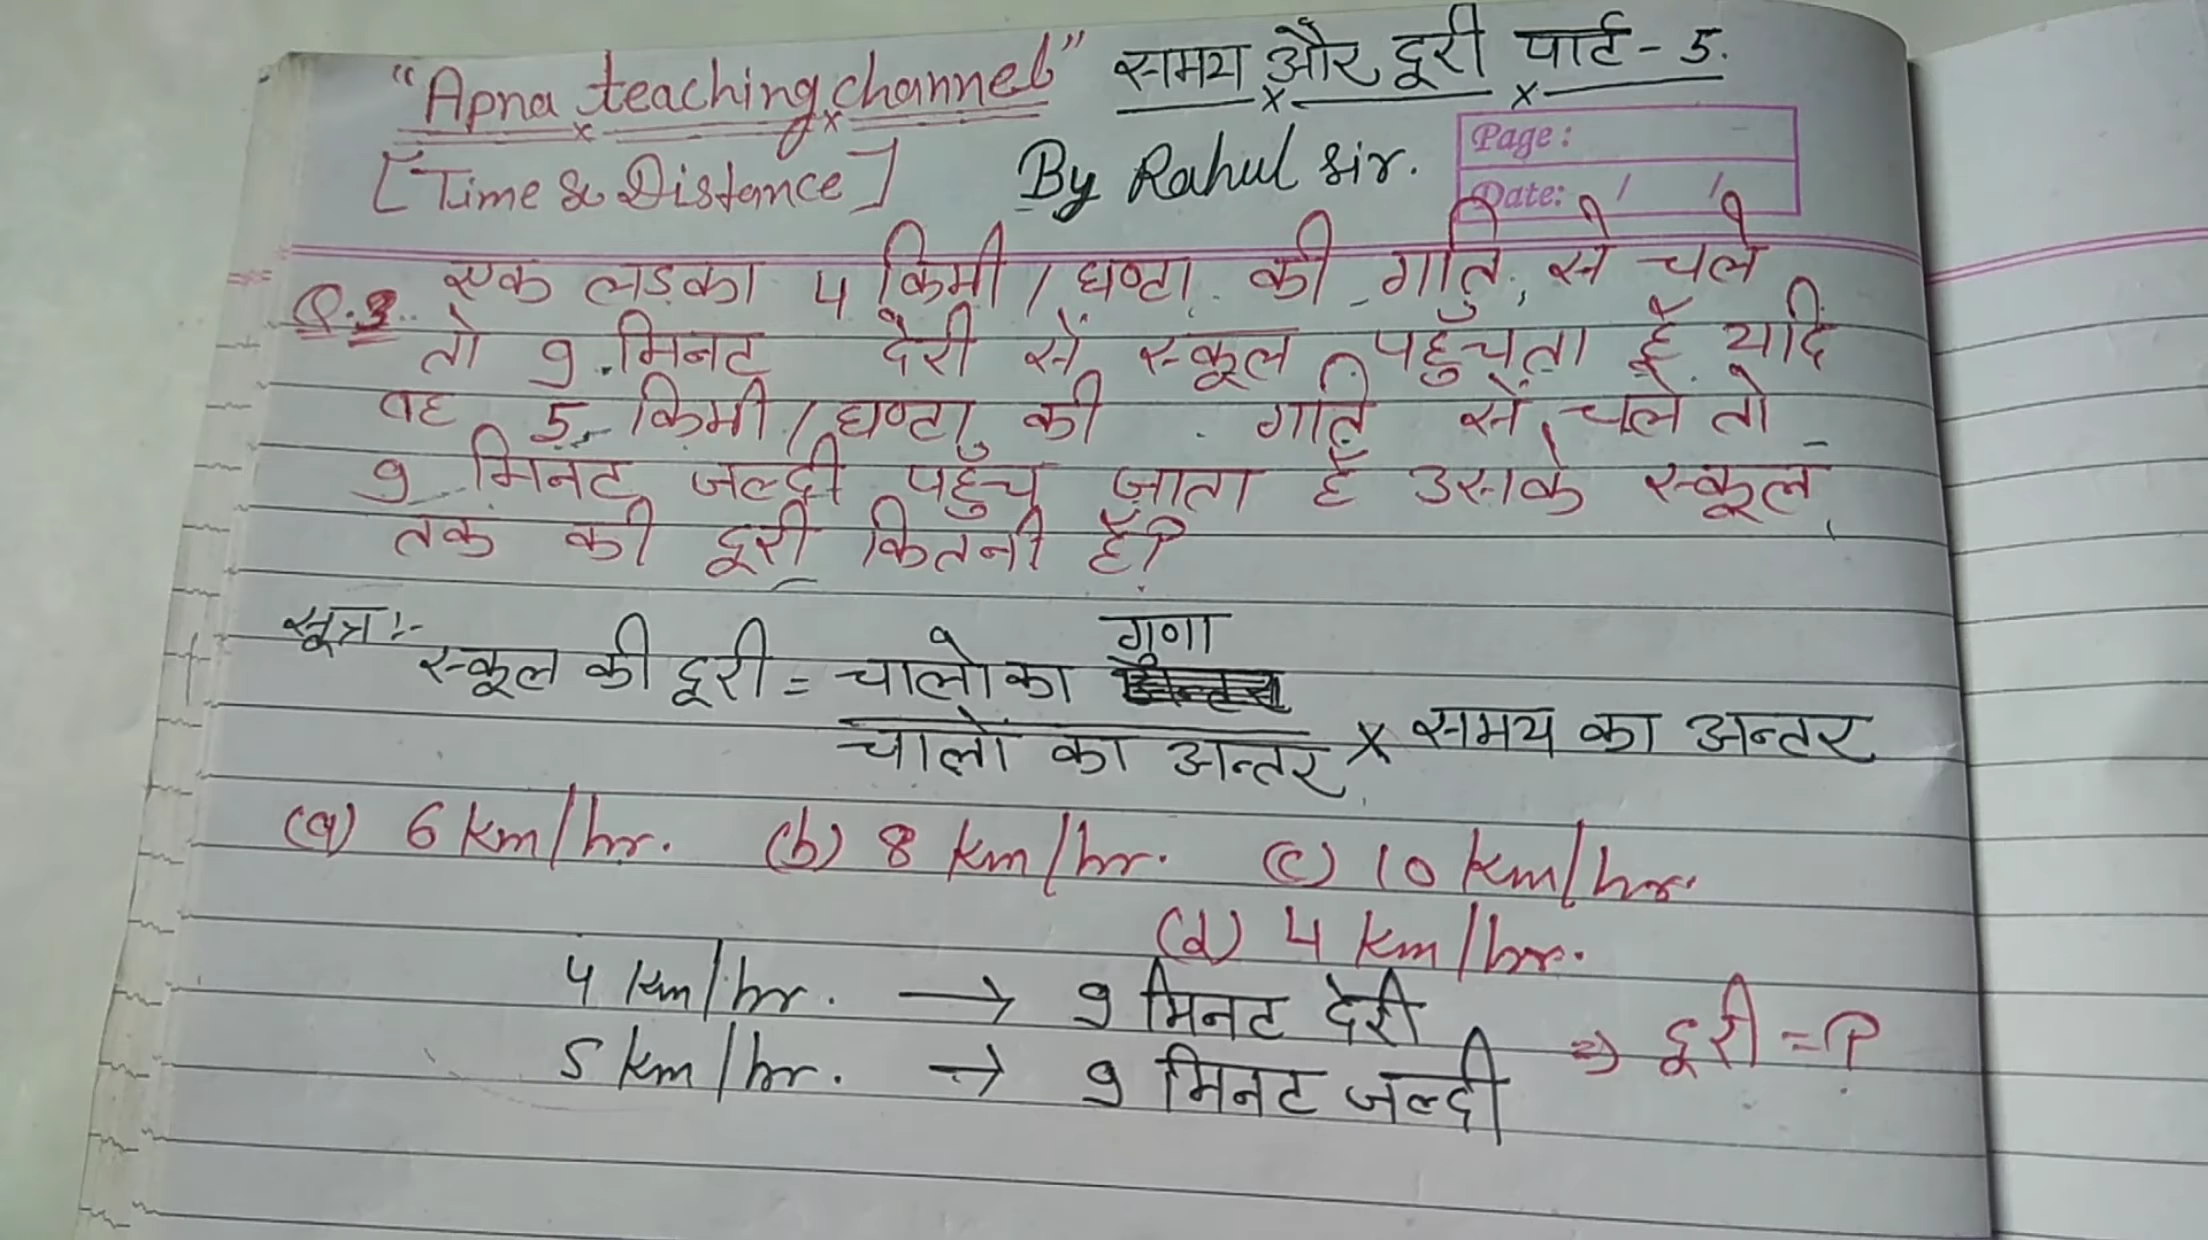 "Apna teaching channel" समय और दूरी पार्ट - 5.
[Time & Distance] By Rahul sir.
Page:
Date: / /
Q.3. एक लड़का 4 किमी / घण्टा की गति से चले
तो 9 मिनट देरी से स्कूल पहुँचता है यदि
वह 5 किमी / घण्टा की गति से चले तो
9 मिनट जल्दी पहुँच जाता है उसके स्कूल
तक की दूरी कितनी है?
सूत्र :-
स्कूल की दूरी = चालो का गुणा
चालो का अन्तर × समय का अन्तर
(a) 6 km/hr. (b) 8 km/hr. (c) 10 km/hr.
(d) 4 km/hr.
4 km/hr. → 9 मिनट देरी
5 km/hr. → 9 मिनट जल्दी ⇒ दूरी = ?